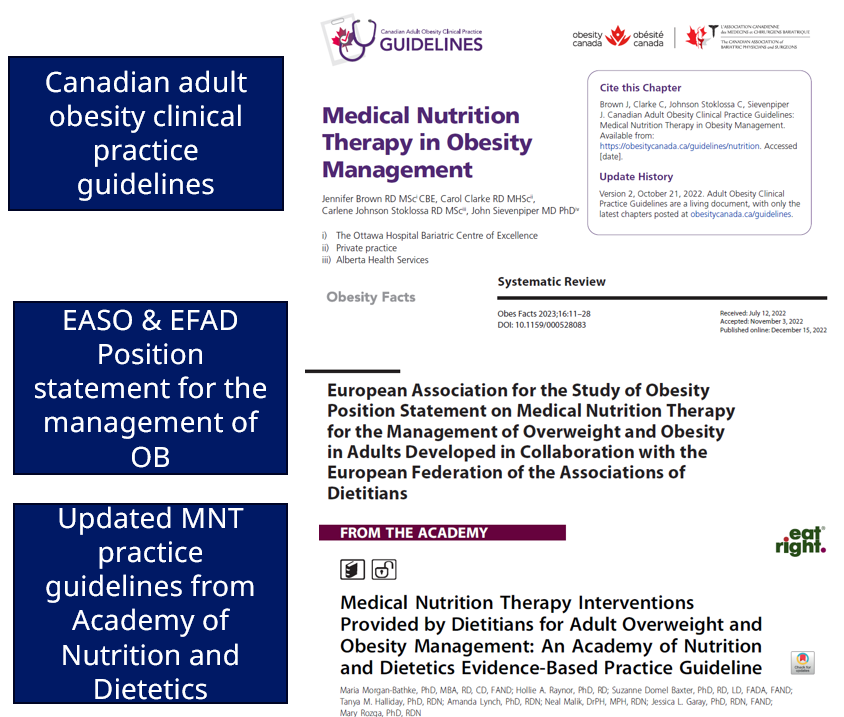 Canadian adult
obesity clinical
practice
guidelines
Canadian Adult Obesity Clinical Practice
GUIDELINES
obesity
canada
obésité
canada
L'ASSOCIATION CANADIENNE
des MÉDECINS et CHIRURGIENS BARIATRIQUE
THE CANADIAN ASSOCIATION of
BARIATRIC PHYSICIANS and SURGEONS
Medical Nutrition
Therapy in Obesity
Management
Jennifer Brown RD MScⁱ CBE, Carol Clarke RD MHScⁱⁱ,
Carlene Johnson Stoklossa RD MScⁱⁱⁱ, John Sievenpiper MD PhDⁱᵛ
i) The Ottawa Hospital Bariatric Centre of Excellence
ii) Private practice
iii) Alberta Health Services
Cite this Chapter
Brown J, Clarke C, Johnson Stoklossa C, Sievenpiper
J. Canadian Adult Obesity Clinical Practice Guidelines:
Medical Nutrition Therapy in Obesity Management.
Available from:
https://obesitycanada.ca/guidelines/nutrition. Accessed
[date].
Update History
Version 2, October 21, 2022. Adult Obesity Clinical
Practice Guidelines are a living document, with only the
latest chapters posted at obesitycanada.ca/guidelines.
EASO & EFAD
Position
statement for the
management of
OB
Obesity Facts
Systematic Review
Obes Facts 2023;16:11–28
DOI: 10.1159/000528083
Received: July 12, 2022
Accepted: November 3, 2022
Published online: December 15, 2022
European Association for the Study of Obesity
Position Statement on Medical Nutrition Therapy
for the Management of Overweight and Obesity
in Adults Developed in Collaboration with the
European Federation of the Associations of
Dietitians
Updated MNT
practice
guidelines from
Academy of
Nutrition and
Dietetics
FROM THE ACADEMY
eat
right.
Medical Nutrition Therapy Interventions
Provided by Dietitians for Adult Overweight and
Obesity Management: An Academy of Nutrition
and Dietetics Evidence-Based Practice Guideline
Check for
updates
Maria Morgan-Bathke, PhD, MBA, RD, CD, FAND; Hollie A. Raynor, PhD, RD; Suzanne Domel Baxter, PhD, RD, LD, FADA, FAND;
Tanya M. Halliday, PhD, RD; Amanda Lynch, PhD, RDN; Neal Malik, DrPH, MPH, RDN; Jessica L. Garay, PhD, RDN, FAND;
Mary Rozga, PhD, RDN